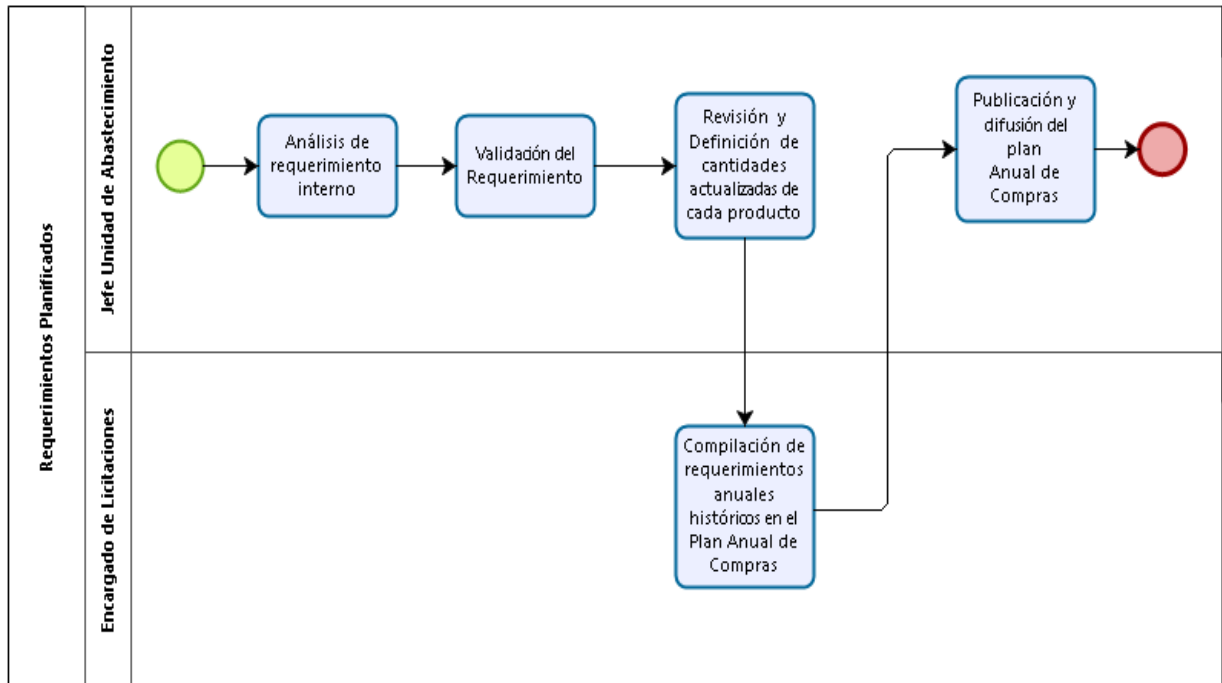 Requerimientos Planificados
Jefe Unidad de Abastecimiento
Análisis de
requerimiento
interno
Validación del
Requerimiento
Revisión y
Definición de
cantidades
actualizadas de
cada producto
Publicación y
difusión del
plan
Anual de
Compras
Encargado de Licitaciones
Compilación de
requerimientos
anuales
históricos en el
Plan Anual de
Compras